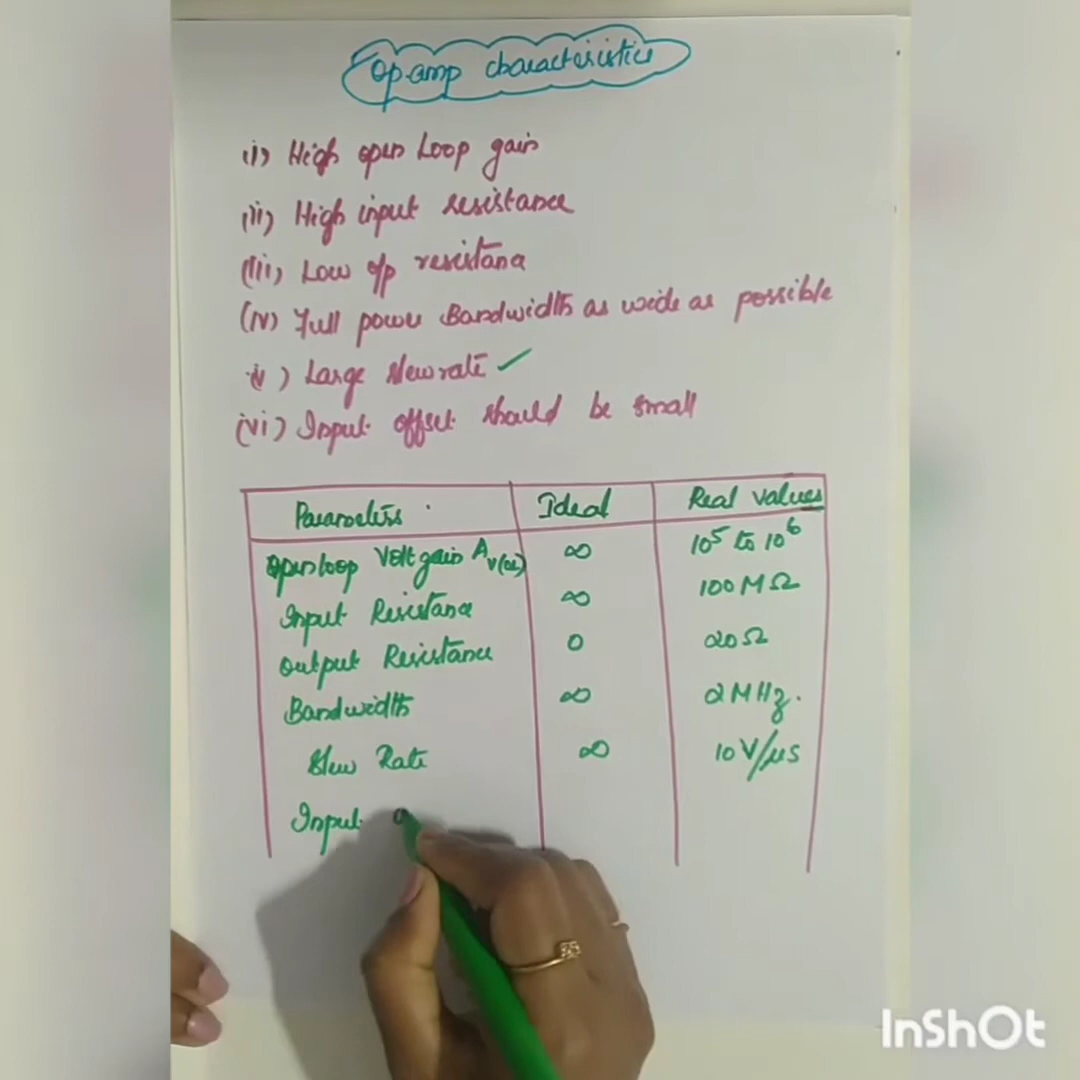 Op-amp characteristics
(i) High open Loop gain
(ii) High input resistance
(iii) Low o/p resistance
(iv) Full power Bandwidth as wide as possible
(v) Large slew rate ✓
(vi) Input offset should be small
Parameters Ideal Real values
Open loop Volt gain Av(OL) ∞ 10⁵ to 10⁶
Input Resistance ∞ 100 MΩ
Output Resistance 0 20Ω
Bandwidth ∞ 2 MHz.
Slew Rate ∞ 10 V/μs
Input o
InShOt